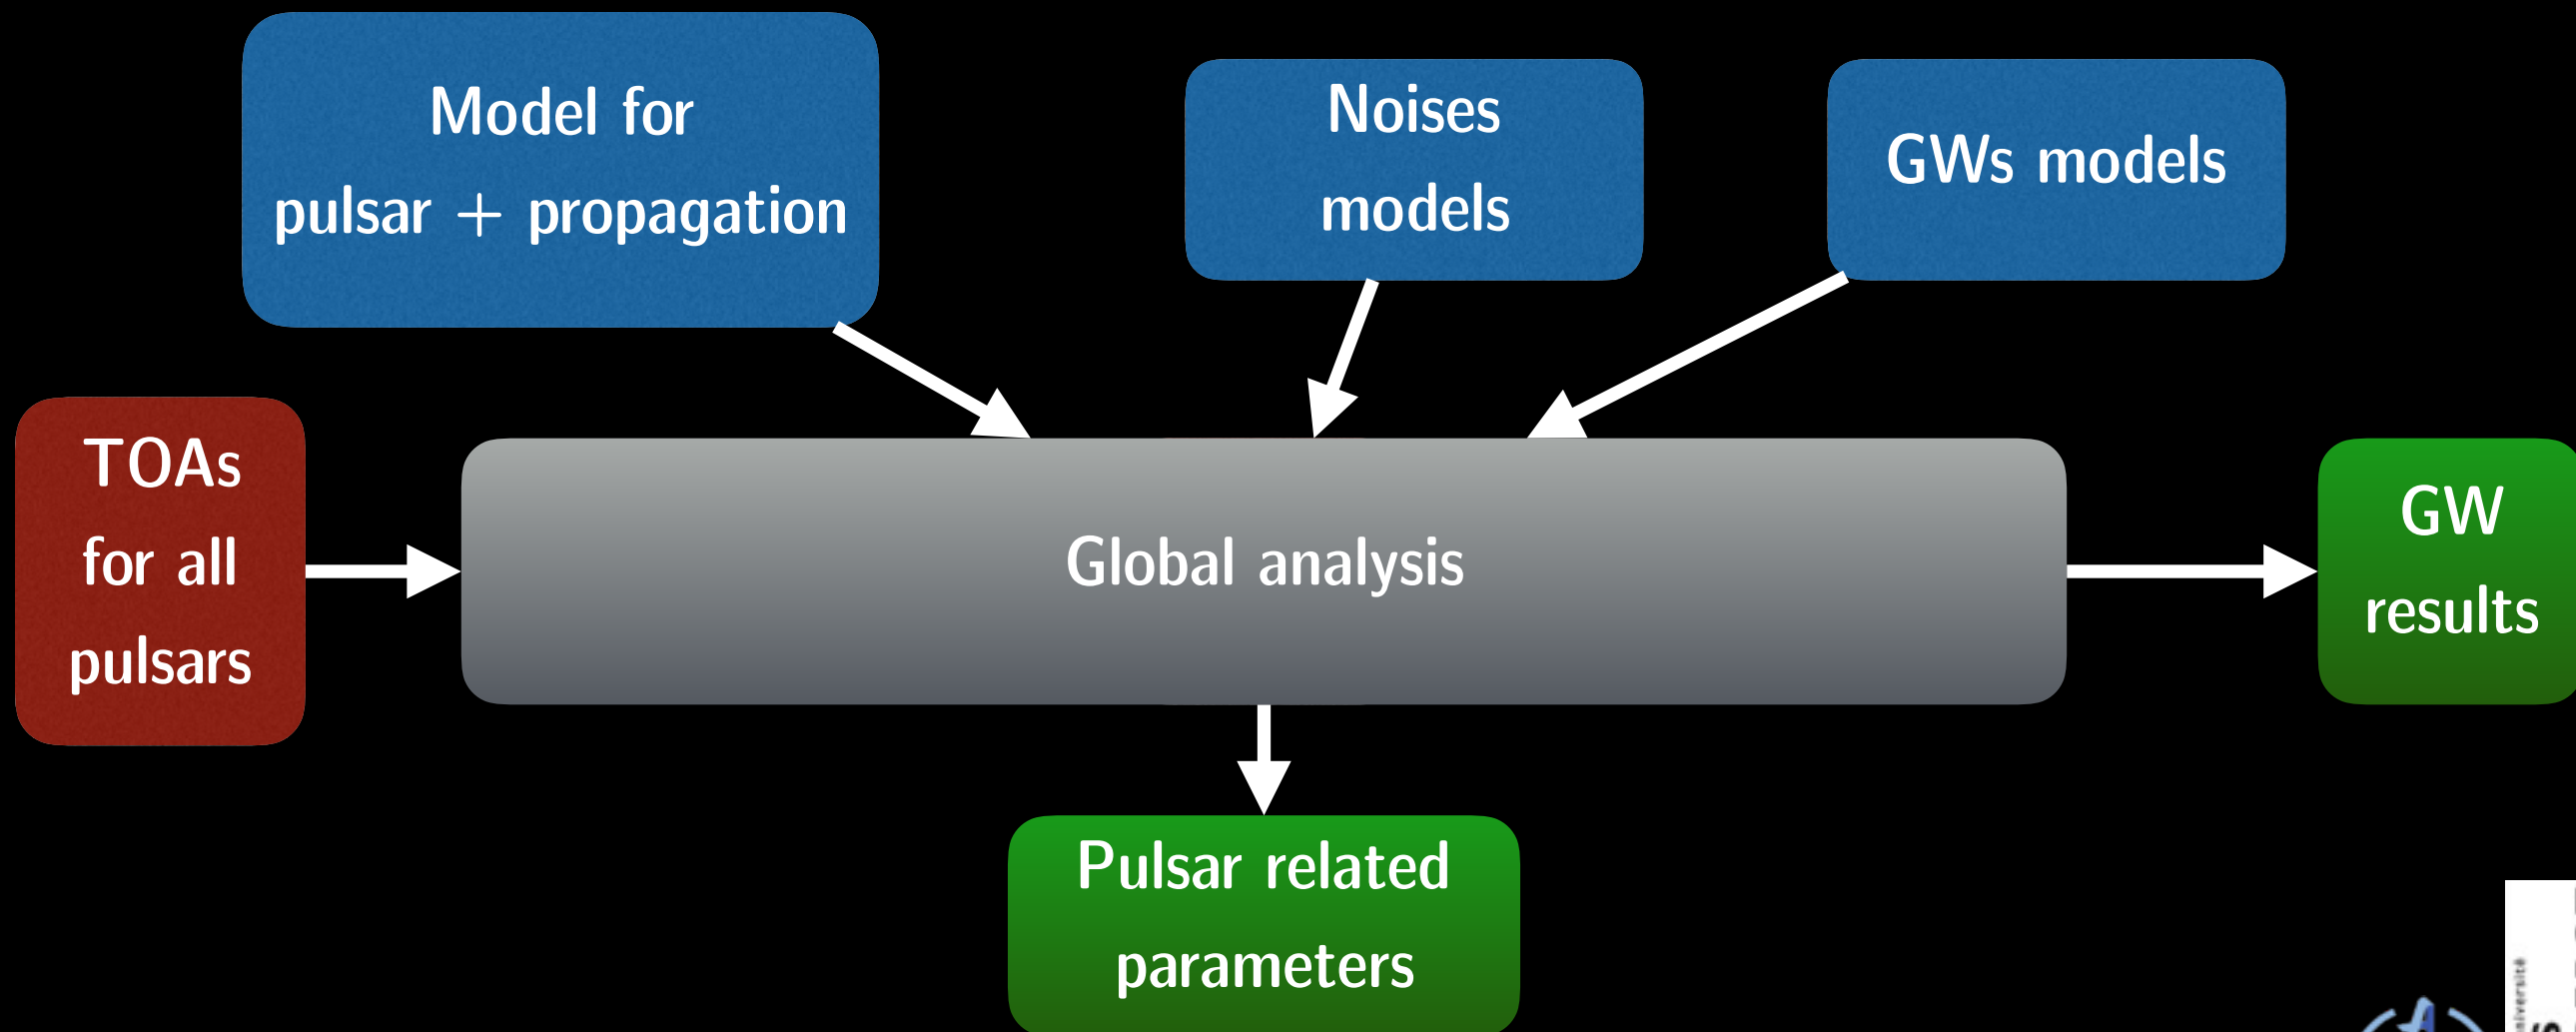 Model for
pulsar + propagation
Noises
models
GWs models
TOAs
for all
pulsars
Global analysis
GW
results
Pulsar related
parameters